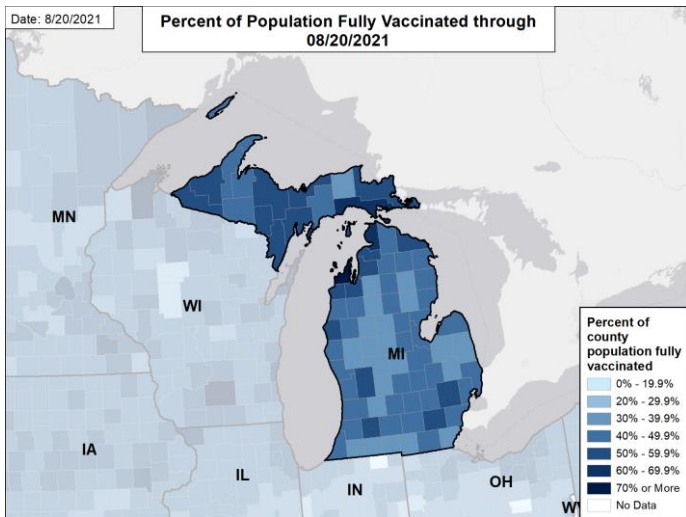 Date: 8/20/2021
Percent of Population Fully Vaccinated through
08/20/2021
MN
WI
MI
IA
IL
IN
OH
WV
Percent of
county
population fully
vaccinated
0% - 19.9%
20% - 29.9%
30% - 39.9%
40% - 49.9%
50% - 59.9%
60% - 69.9%
70% or More
No Data